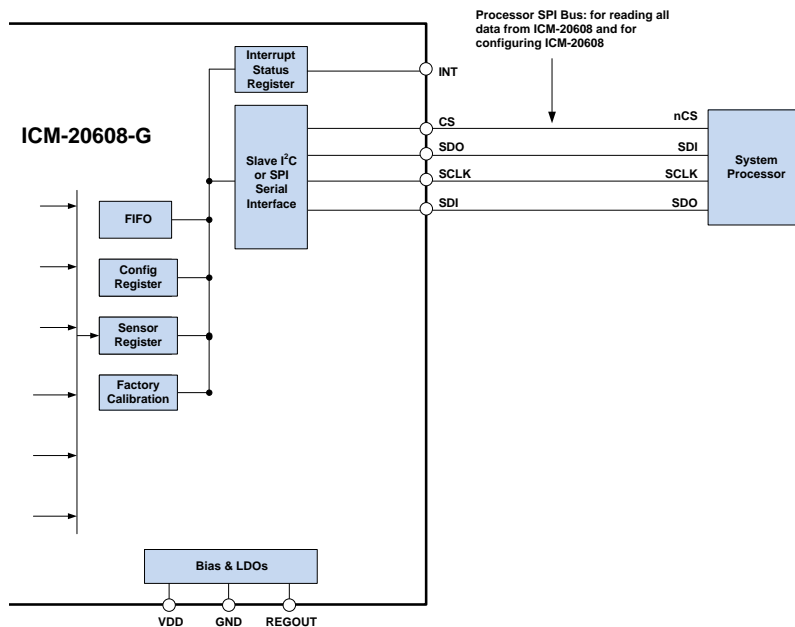 Processor SPI Bus: for reading all
data from ICM-20608 and for
configuring ICM-20608
Interrupt
Status
Register
INT
ICM-20608-G
CS
nCS
Slave I²C
or SPI
Serial
Interface
SDO
SDI
System
Processor
SCLK
SCLK
SDI
SDO
FIFO
Config
Register
Sensor
Register
Factory
Calibration
Bias & LDOs
VDD
GND
REGOUT